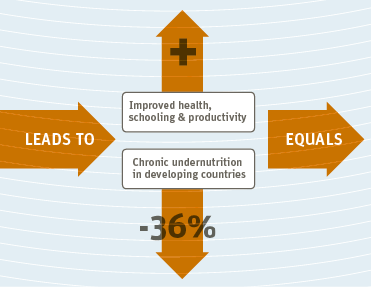 +
Improved health,
schooling & productivity
LEADS TO
EQUALS
Chronic undernutrition
in developing countries
-36%